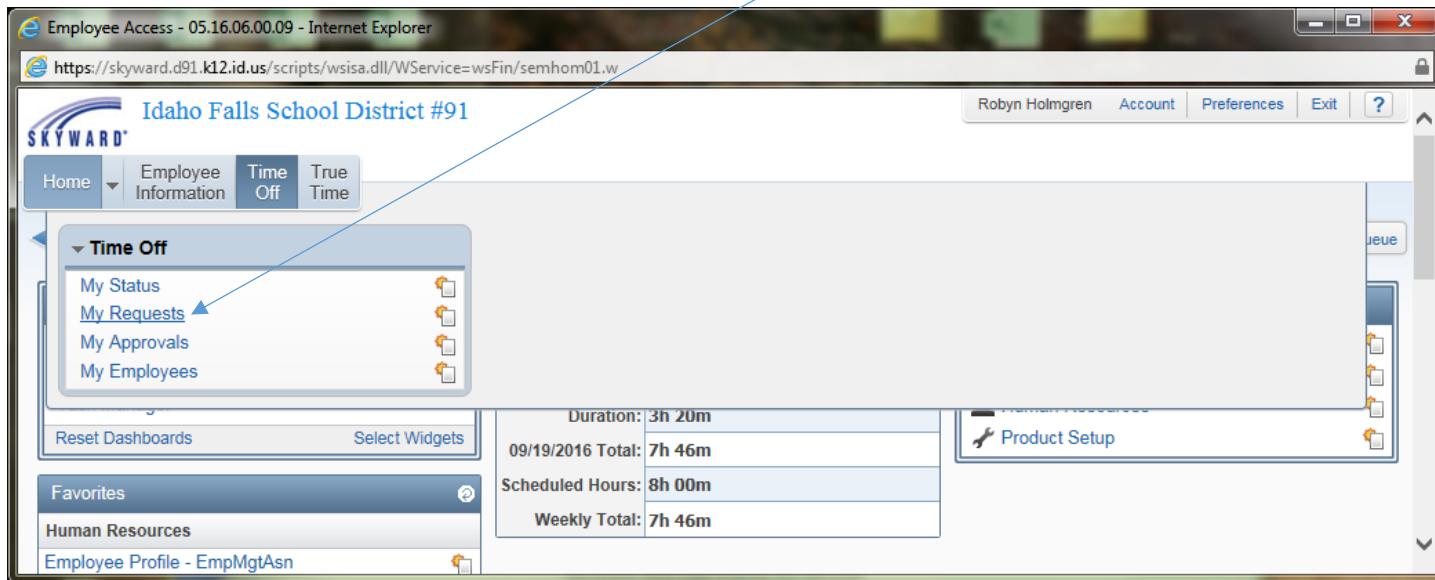 Employee Access - 05.16.06.00.09 - Internet Explorer
https://skyward.d91.k12.id.us/scripts/wsisa.dll/WService=wsFin/semhom01.w
SKYWARD
Idaho Falls School District #91
Robyn Holmgren Account Preferences Exit ?
Home Employee Information Time Off True Time
Time Off
My Status
My Requests
My Approvals
My Employees
Reset Dashboards Select Widgets
Favorites
Human Resources
Employee Profile - EmpMgtAsn
Duration: 3h 20m
09/19/2016 Total: 7h 46m
Scheduled Hours: 8h 00m
Weekly Total: 7h 46m
Product Setup